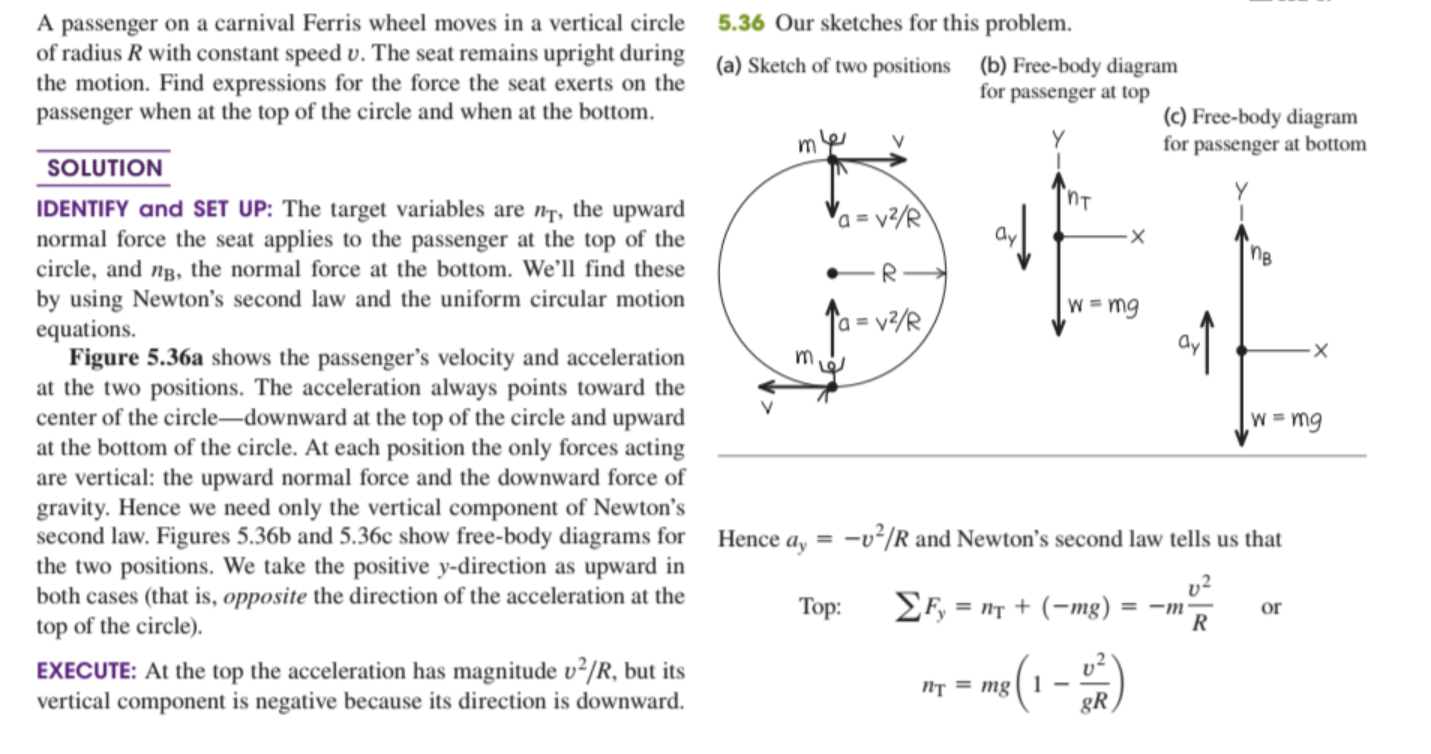 A passenger on a carnival Ferris wheel moves in a vertical circle
of radius R with constant speed v. The seat remains upright during
the motion. Find expressions for the force the seat exerts on the
passenger when at the top of the circle and when at the bottom.
SOLUTION
IDENTIFY and SET UP: The target variables are nT, the upward
normal force the seat applies to the passenger at the top of the
circle, and nB, the normal force at the bottom. We'll find these
by using Newton's second law and the uniform circular motion
equations.
Figure 5.36a shows the passenger's velocity and acceleration
at the two positions. The acceleration always points toward the
center of the circle—downward at the top of the circle and upward
at the bottom of the circle. At each position the only forces acting
are vertical: the upward normal force and the downward force of
gravity. Hence we need only the vertical component of Newton's
second law. Figures 5.36b and 5.36c show free-body diagrams for
the two positions. We take the positive y-direction as upward in
both cases (that is, opposite the direction of the acceleration at the
top of the circle).
EXECUTE: At the top the acceleration has magnitude v²/R, but its
vertical component is negative because its direction is downward.
5.36 Our sketches for this problem.
(a) Sketch of two positions
m
v
a = v²/R
R
a = v²/R
m
v
(b) Free-body diagram
for passenger at top
Y
nT
ay
x
w = mg
(c) Free-body diagram
for passenger at bottom
Y
nB
ay
x
w = mg
Hence ay = −v²/R and Newton's second law tells us that
Top: ∑Fy = nT + (−mg) = −m v²/R or
nT = mg(1 − v²/gR)